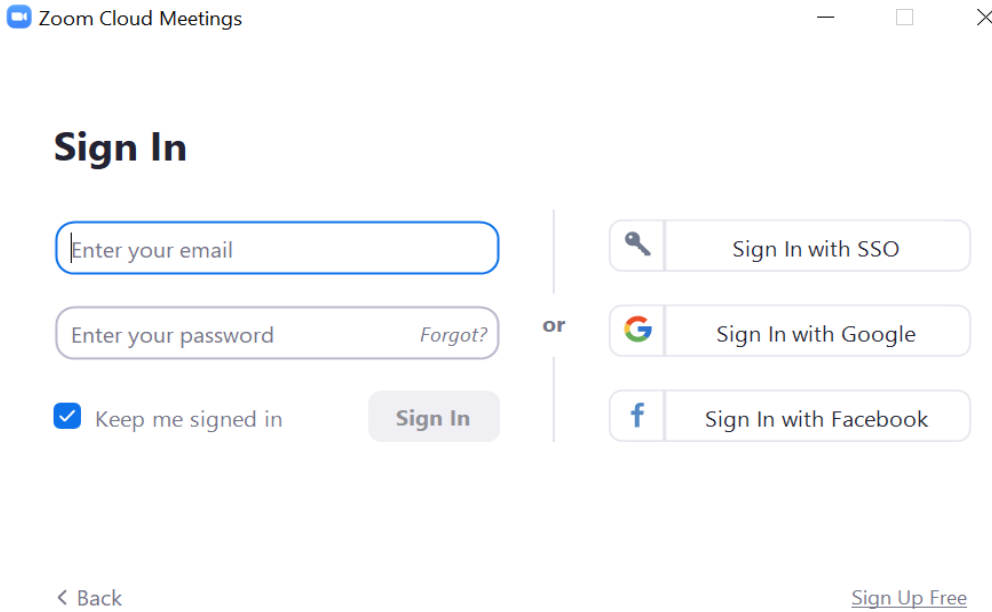 Zoom Cloud Meetings
Sign In
Enter your email
Enter your password Forgot?
Keep me signed in Sign In
or
Sign In with SSO
Sign In with Google
Sign In with Facebook
Back
Sign Up Free